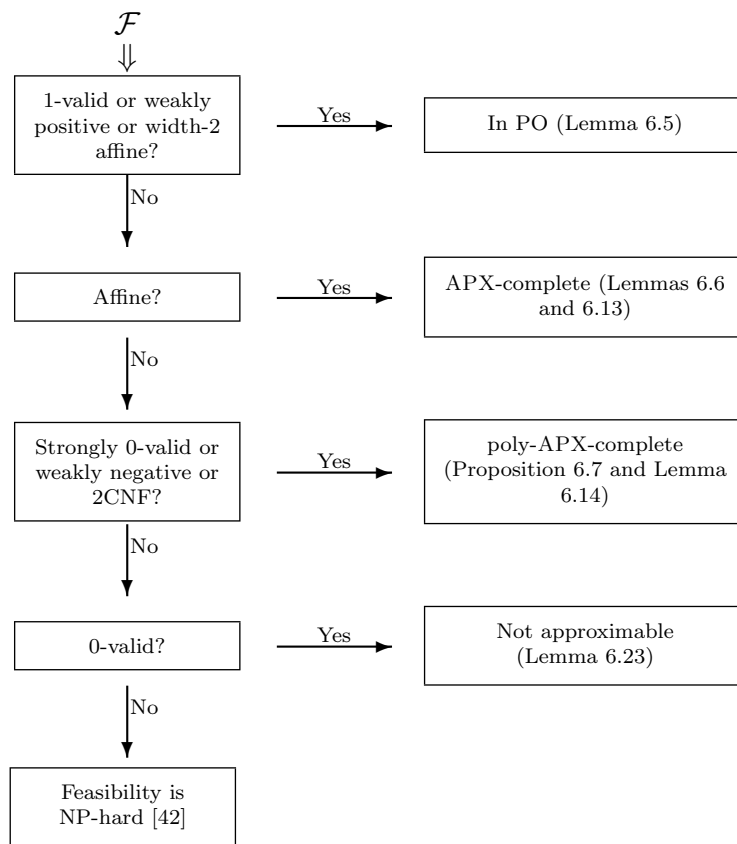 𝓕
⇓
1-valid or weakly
positive or width-2
affine?
Yes
In PO (Lemma 6.5)
No
Affine?
Yes
APX-complete (Lemmas 6.6
and 6.13)
No
Strongly 0-valid or
weakly negative or
2CNF?
Yes
poly-APX-complete
(Proposition 6.7 and Lemma
6.14)
No
0-valid?
Yes
Not approximable
(Lemma 6.23)
No
Feasibility is
NP-hard [42]